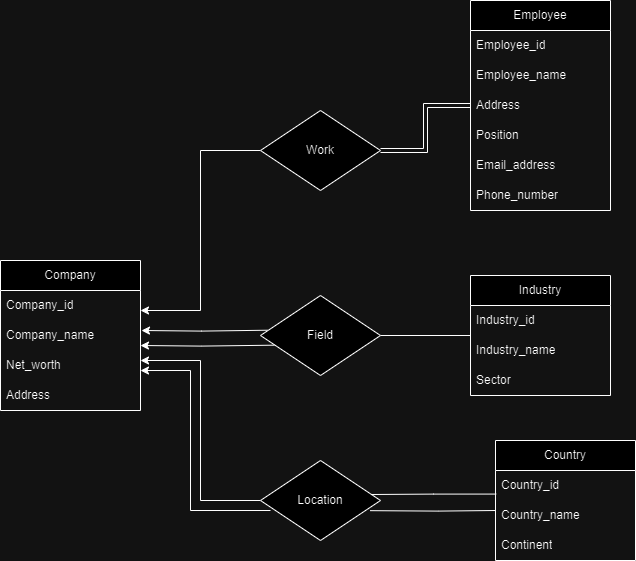 Employee
Employee_id
Employee_name
Address
Position
Email_address
Phone_number
Work
Company
Company_id
Company_name
Net_worth
Address
Field
Industry
Industry_id
Industry_name
Sector
Location
Country
Country_id
Country_name
Continent